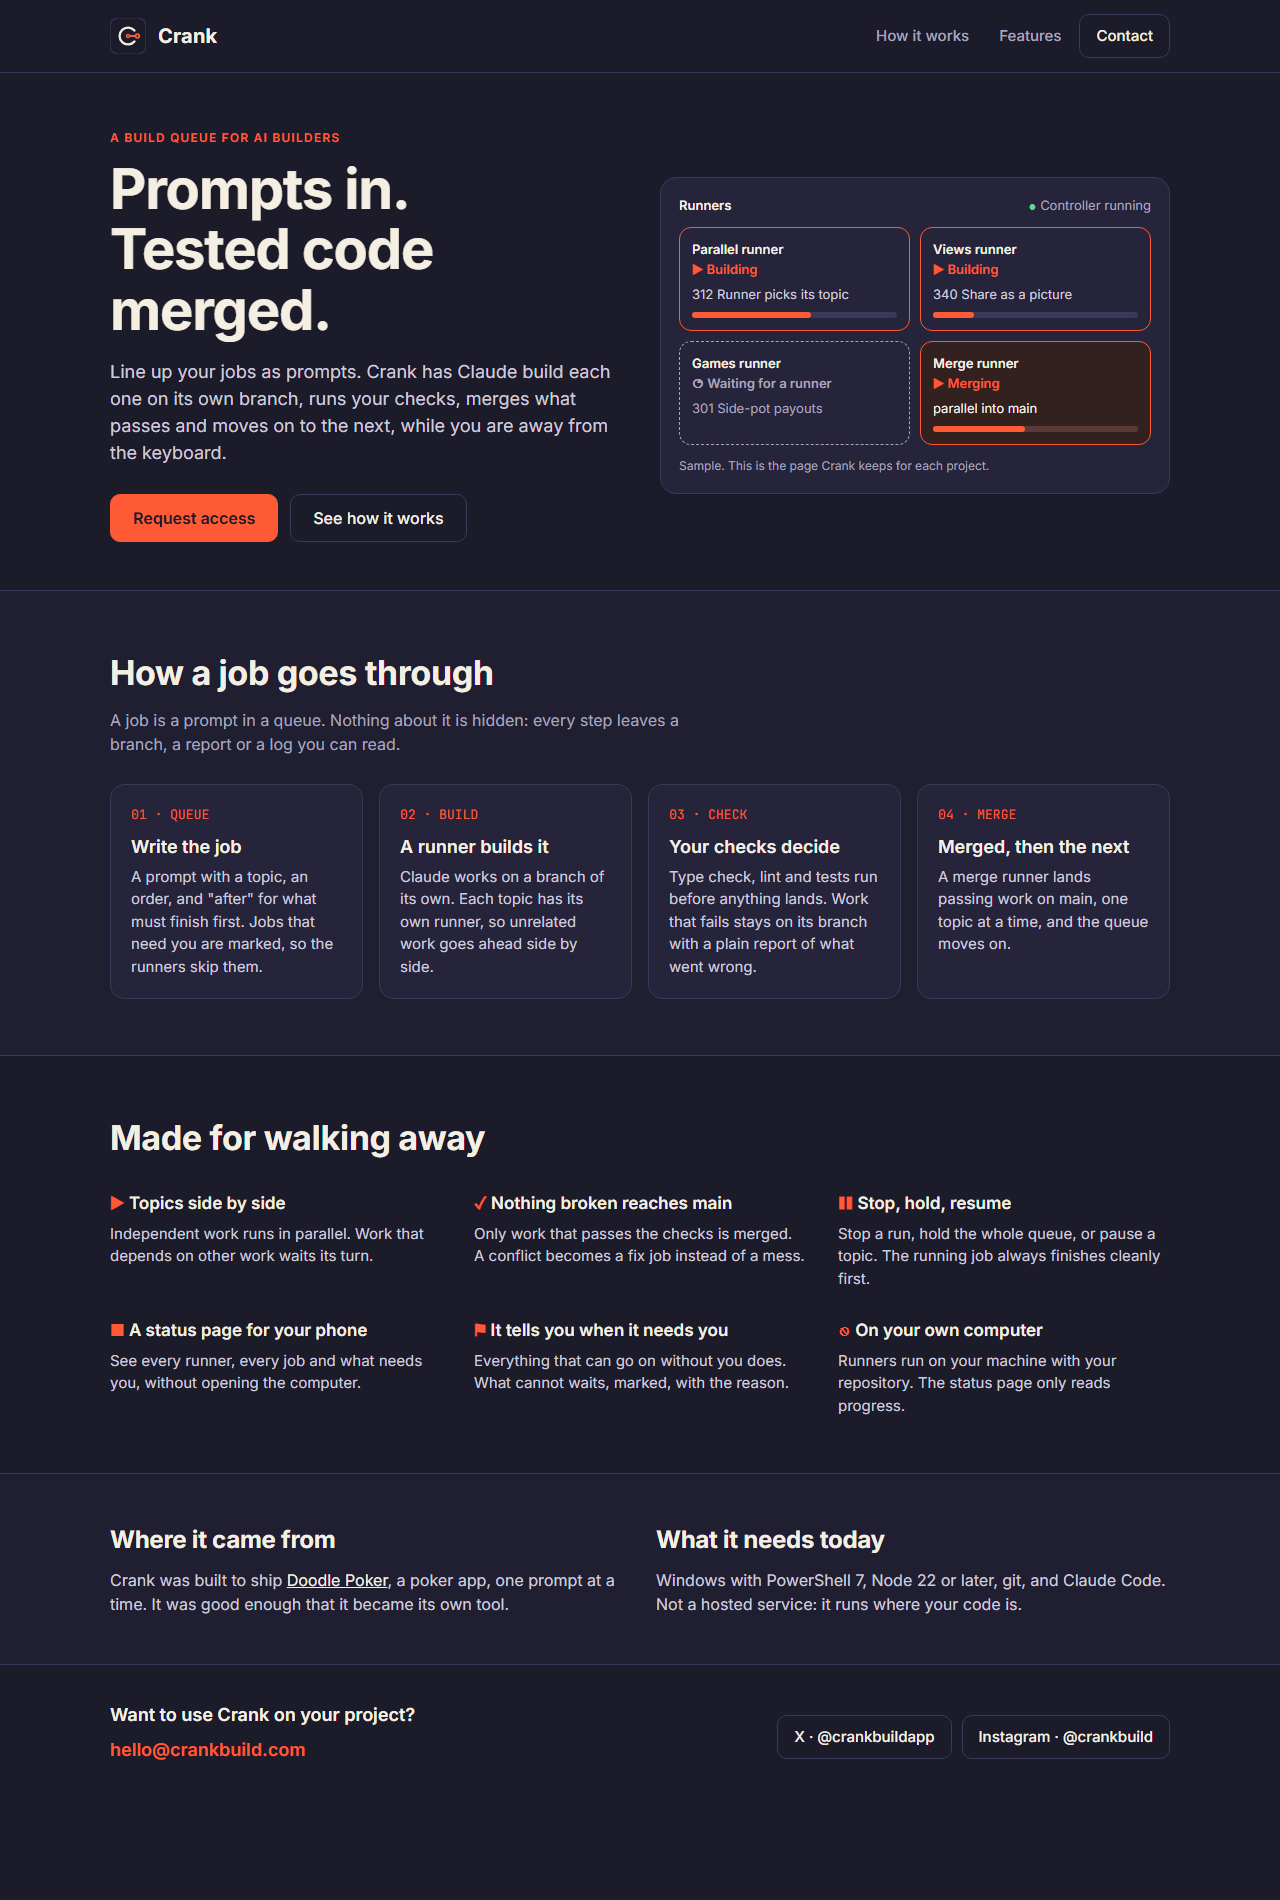 Crank
How it works
Features
Contact
A BUILD QUEUE FOR AI BUILDERS
Prompts in.
Tested code
merged.
Line up your jobs as prompts. Crank has Claude build each
one on its own branch, runs your checks, merges what
passes and moves on to the next, while you are away from
the keyboard.
Request access
See how it works
Runners
● Controller running
Parallel runner
▶ Building
312 Runner picks its topic
Views runner
▶ Building
340 Share as a picture
Games runner
Waiting for a runner
301 Side-pot payouts
Merge runner
▶ Merging
parallel into main
Sample. This is the page Crank keeps for each project.
How a job goes through
A job is a prompt in a queue. Nothing about it is hidden: every step leaves a
branch, a report or a log you can read.
01 · QUEUE
Write the job
A prompt with a topic, an
order, and "after" for what
must finish first. Jobs that
need you are marked, so the
runners skip them.
02 · BUILD
A runner builds it
Claude works on a branch of
its own. Each topic has its
own runner, so unrelated
work goes ahead side by
side.
03 · CHECK
Your checks decide
Type check, lint and tests run
before anything lands. Work
that fails stays on its branch
with a plain report of what
went wrong.
04 · MERGE
Merged, then the next
A merge runner lands
passing work on main, one
topic at a time, and the queue
moves on.
Made for walking away
▶ Topics side by side
Independent work runs in parallel. Work that
depends on other work waits its turn.
✓ Nothing broken reaches main
Only work that passes the checks is merged.
A conflict becomes a fix job instead of a mess.
Stop, hold, resume
Stop a run, hold the whole queue, or pause a
topic. The running job always finishes cleanly
first.
■ A status page for your phone
See every runner, every job and what needs
you, without opening the computer.
⚑ It tells you when it needs you
Everything that can go on without you does.
What cannot waits, marked, with the reason.
On your own computer
Runners run on your machine with your
repository. The status page only reads
progress.
Where it came from
Crank was built to ship Doodle Poker, a poker app, one prompt at a
time. It was good enough that it became its own tool.
What it needs today
Windows with PowerShell 7, Node 22 or later, git, and Claude Code.
Not a hosted service: it runs where your code is.
Want to use Crank on your project?
hello@crankbuild.com
X · @crankbuildapp
Instagram · @crankbuild